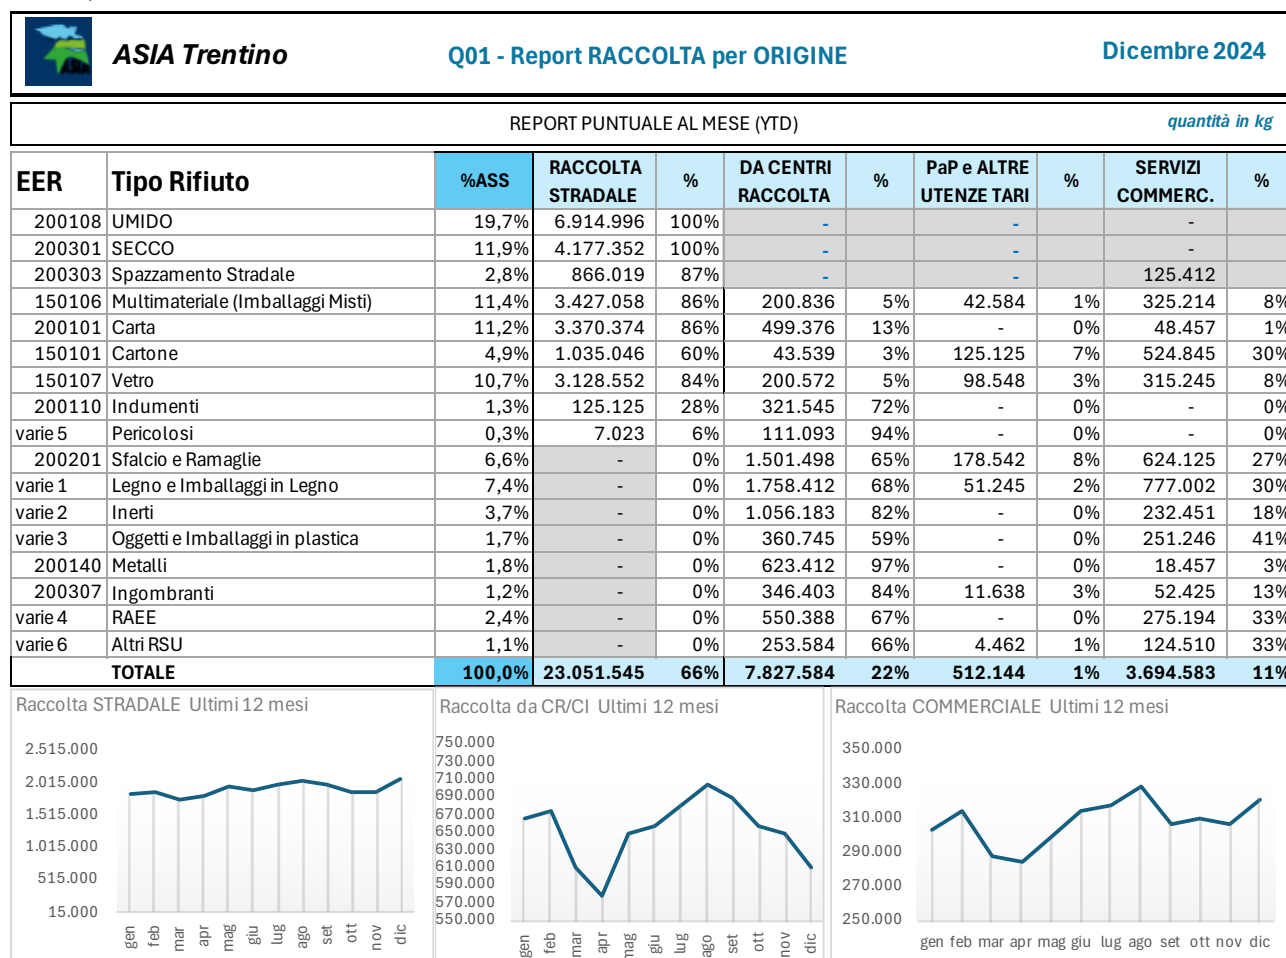 ASIA
ASIA Trentino
Q01 - Report RACCOLTA per ORIGINE
Dicembre 2024
REPORT PUNTUALE AL MESE (YTD)
quantità in kg
EER Tipo Rifiuto %ASS RACCOLTA STRADALE % DA CENTRI RACCOLTA % PaP e ALTRE UTENZE TARI % SERVIZI COMMERC. %
200108 UMIDO 19,7% 6.914.996 100% - - -
200301 SECCO 11,9% 4.177.352 100% - - -
200303 Spazzamento Stradale 2,8% 866.019 87% - - 125.412
150106 Multimateriale (Imballaggi Misti) 11,4% 3.427.058 86% 200.836 5% 42.584 1% 325.214 8%
200101 Carta 11,2% 3.370.374 86% 499.376 13% - 0% 48.457 1%
150101 Cartone 4,9% 1.035.046 60% 43.539 3% 125.125 7% 524.845 30%
150107 Vetro 10,7% 3.128.552 84% 200.572 5% 98.548 3% 315.245 8%
200110 Indumenti 1,3% 125.125 28% 321.545 72% - 0% - 0%
varie 5 Pericolosi 0,3% 7.023 6% 111.093 94% - 0% - 0%
200201 Sfalcio e Ramaglie 6,6% - 0% 1.501.498 65% 178.542 8% 624.125 27%
varie 1 Legno e Imballaggi in Legno 7,4% - 0% 1.758.412 68% 51.245 2% 777.002 30%
varie 2 Inerti 3,7% - 0% 1.056.183 82% - 0% 232.451 18%
varie 3 Oggetti e Imballaggi in plastica 1,7% - 0% 360.745 59% - 0% 251.246 41%
200140 Metalli 1,8% - 0% 623.412 97% - 0% 18.457 3%
200307 Ingombranti 1,2% - 0% 346.403 84% 11.638 3% 52.425 13%
varie 4 RAEE 2,4% - 0% 550.388 67% - 0% 275.194 33%
varie 6 Altri RSU 1,1% - 0% 253.584 66% 4.462 1% 124.510 33%
TOTALE 100,0% 23.051.545 66% 7.827.584 22% 512.144 1% 3.694.583 11%
Raccolta STRADALE Ultimi 12 mesi
2.515.000
2.015.000
1.515.000
1.015.000
515.000
15.000
gen feb mar apr mag giu lug ago set ott nov dic
Raccolta da CR/CI Ultimi 12 mesi
750.000
730.000
710.000
690.000
670.000
650.000
630.000
610.000
590.000
570.000
550.000
gen feb mar apr mag giu lug ago set ott nov dic
Raccolta COMMERCIALE Ultimi 12 mesi
350.000
330.000
310.000
290.000
270.000
250.000
gen feb mar apr mag giu lug ago set ott nov dic